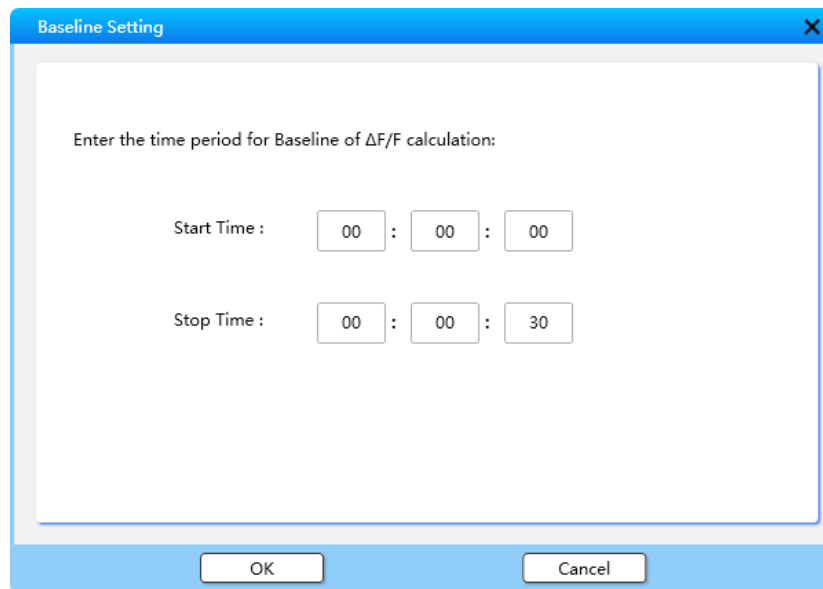 Baseline Setting
Enter the time period for Baseline of ΔF/F calculation:
Start Time : 00 : 00 : 00
Stop Time : 00 : 00 : 30
OK Cancel